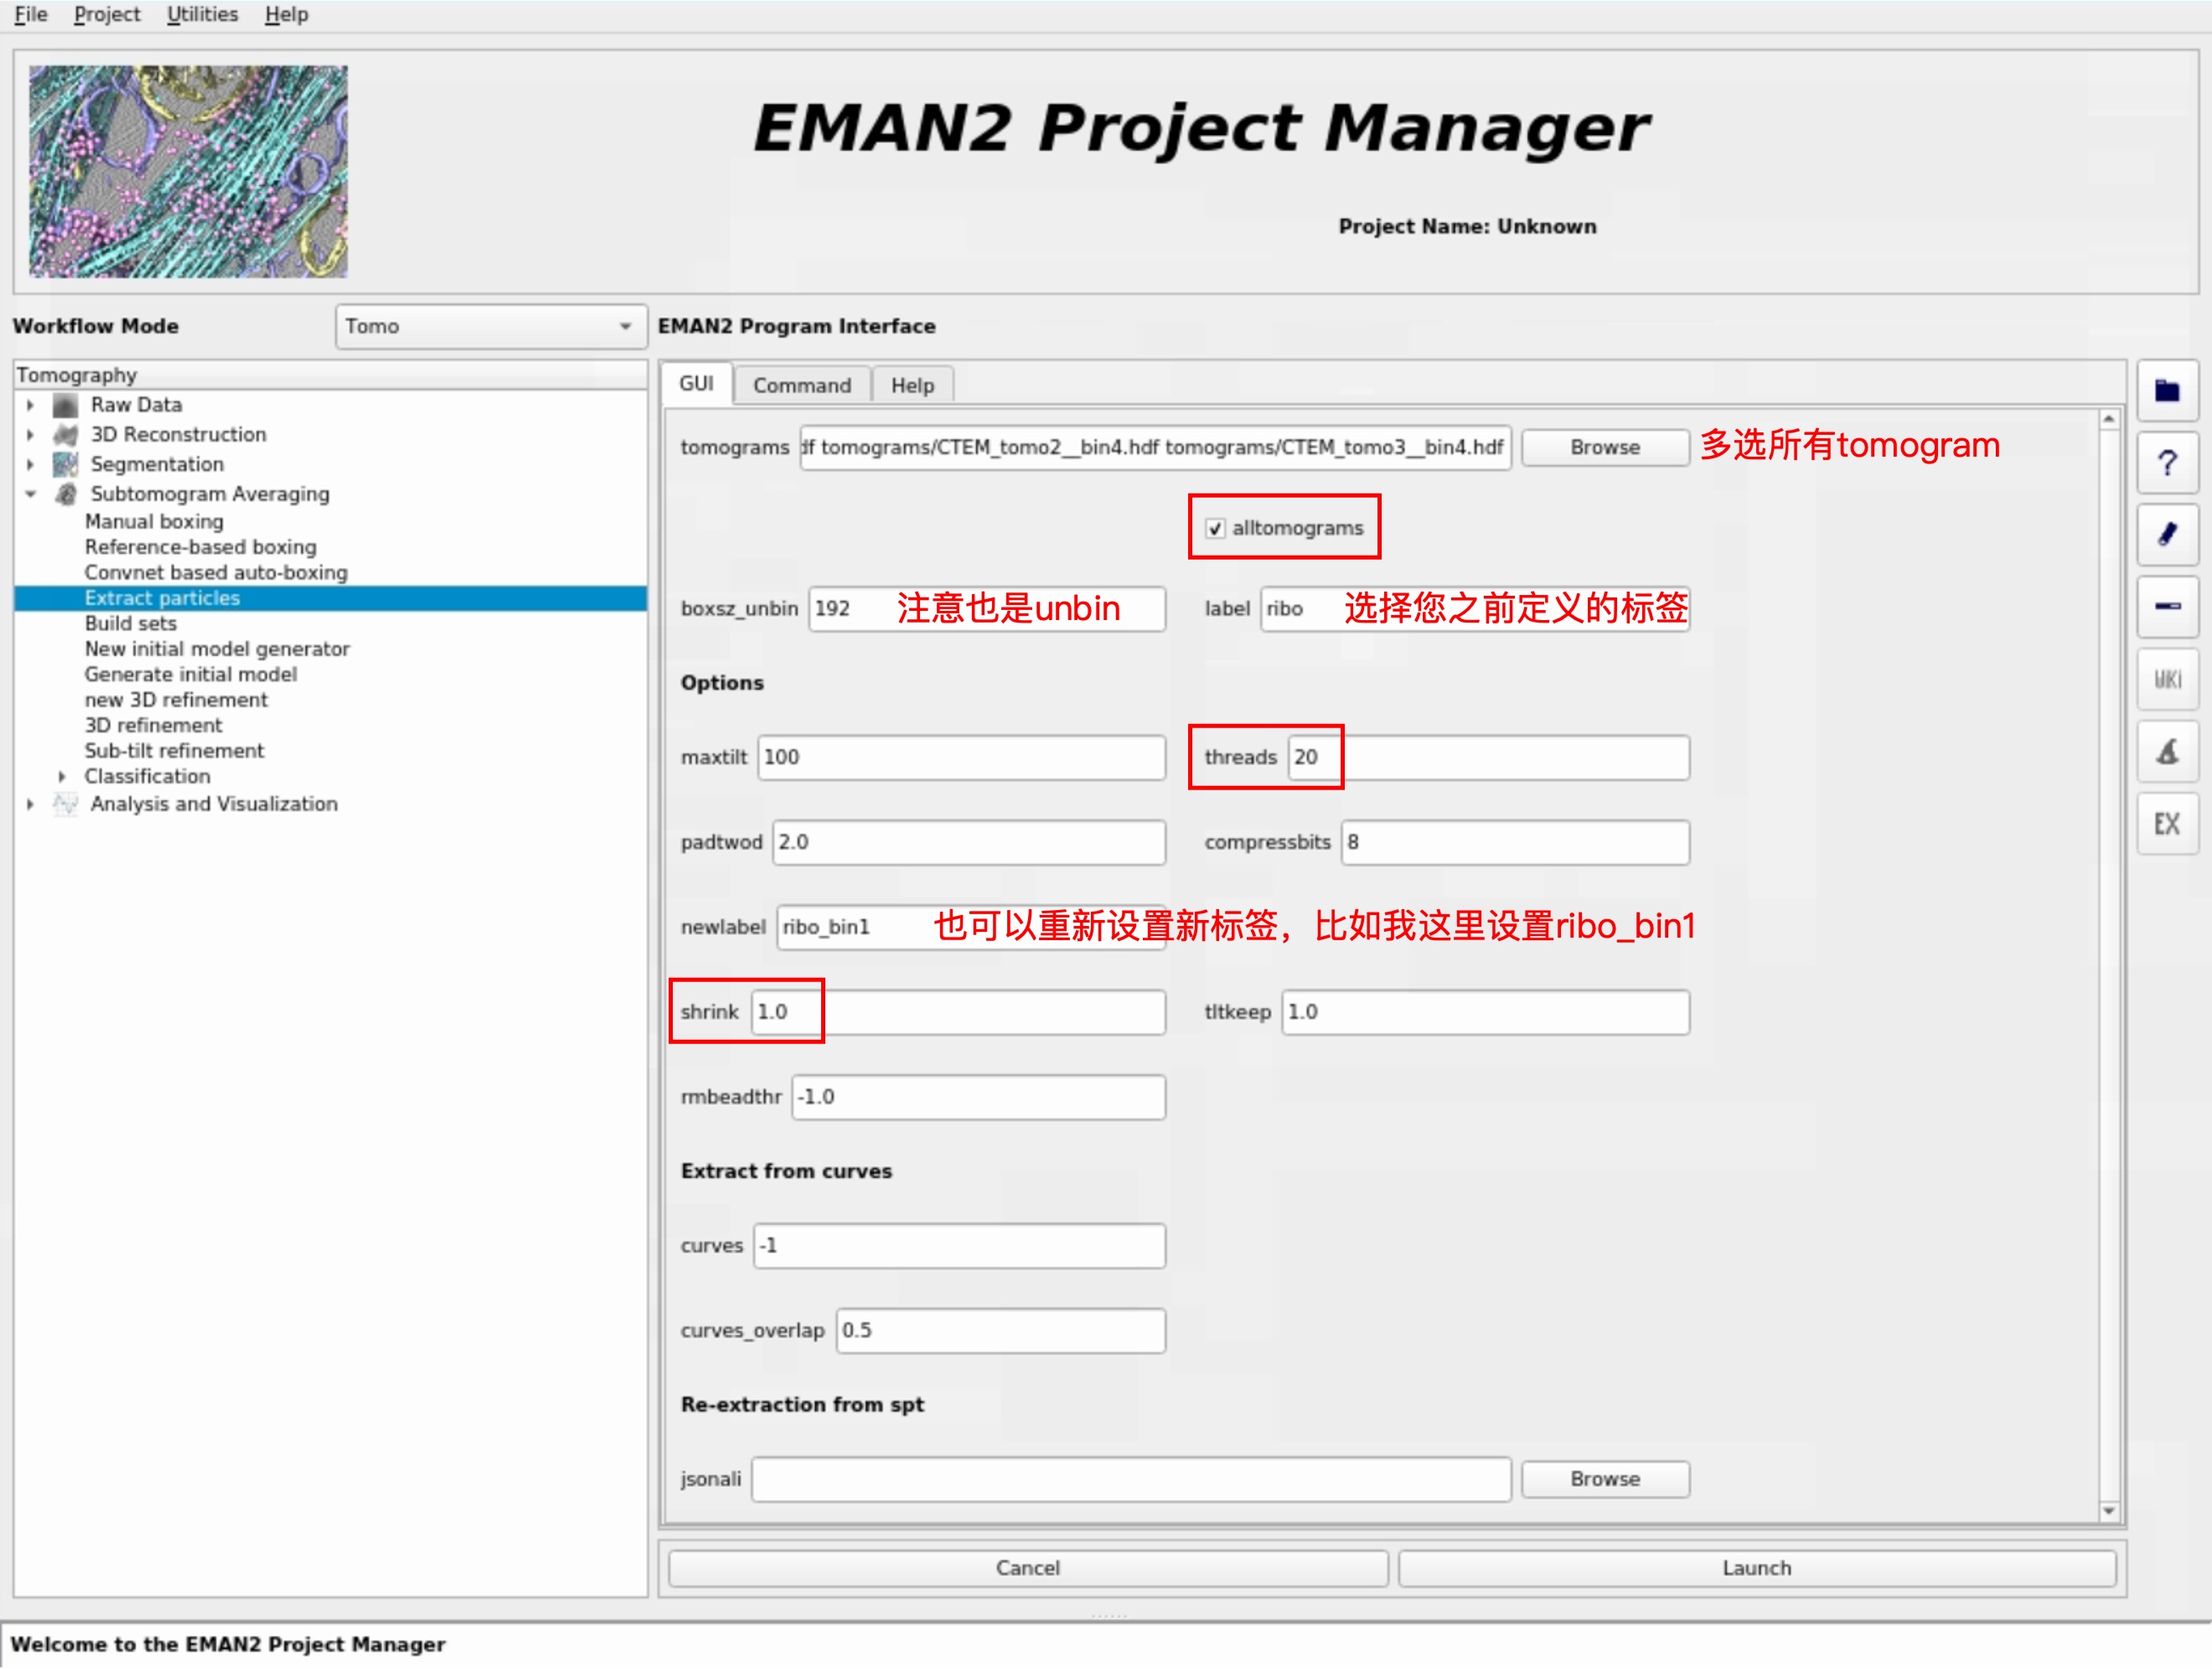 File Project Utilities Help
EMAN2 Project Manager
Project Name: Unknown
Workflow Mode Tomo
EMAN2 Program Interface
Tomography
Raw Data
3D Reconstruction
Segmentation
Subtomogram Averaging
Manual boxing
Reference-based boxing
Convnet based auto-boxing
Extract particles
Build sets
New initial model generator
Generate initial model
new 3D refinement
3D refinement
Sub-tilt refinement
Classification
Analysis and Visualization
GUI Command Help
tomograms df tomograms/CTEM_tomo2__bin4.hdf tomograms/CTEM_tomo3__bin4.hdf Browse 多选所有tomogram
alltomograms
boxsz_unbin 192 注意也是unbin label ribo 选择您之前定义的标签
Options
maxtilt 100 threads 20
padtwod 2.0 compressbits 8
newlabel ribo_bin1 也可以重新设置新标签，比如我这里设置ribo_bin1
shrink 1.0 tltkeep 1.0
rmbeadthr -1.0
Extract from curves
curves -1
curves_overlap 0.5
Re-extraction from spt
jsonali Browse
Cancel Launch
?
WIKI
EX
Welcome to the EMAN2 Project Manager